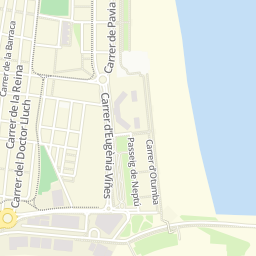 Carrer de la Barraca
Carrer de la Reina
Carrer del Doctor Lluch
Carrer de Pavia
Carrer d'Eugènia Viñes
Passeig de Neptú
Carrer d'Otumba